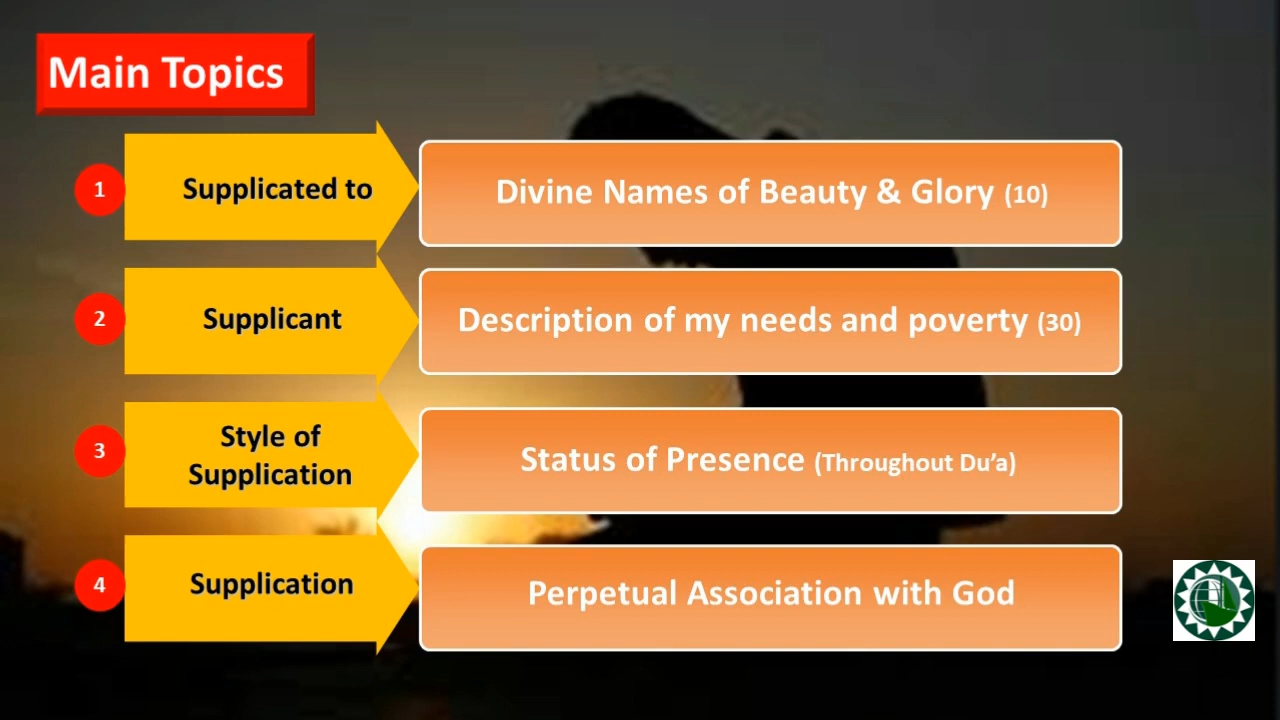 Main Topics
1
Supplicated to
Divine Names of Beauty & Glory (10)
2
Supplicant
Description of my needs and poverty (30)
3
Style of
Supplication
Status of Presence (Throughout Du’a)
4
Supplication
Perpetual Association with God